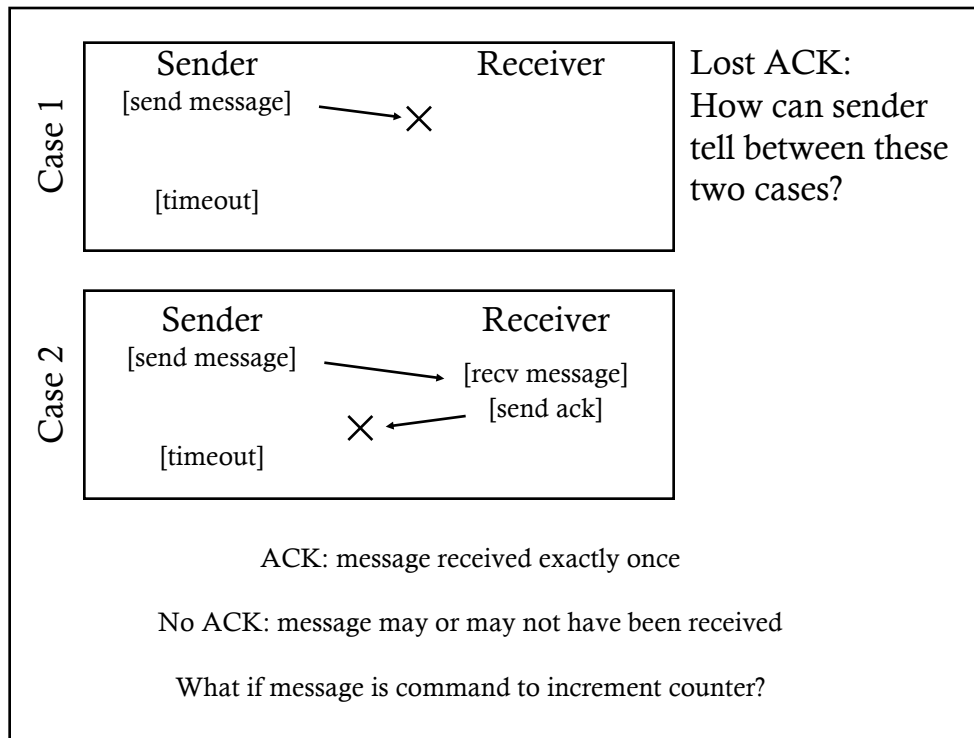 Case 1
Sender
Receiver
[send message]
[timeout]
Lost ACK:
How can sender
tell between these
two cases?
Case 2
Sender
Receiver
[send message]
[recv message]
[send ack]
[timeout]
ACK: message received exactly once
No ACK: message may or may not have been received
What if message is command to increment counter?